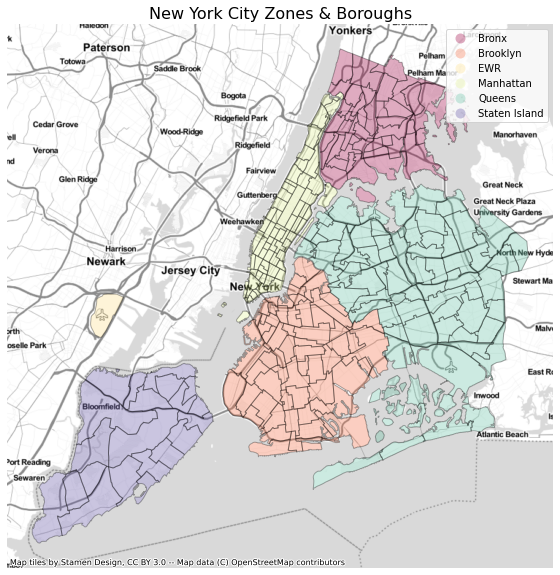 New York City Zones & Boroughs
Yonkers
Paterson
Totowa
Saddle Brook
Pelham
Pelham Man
Bronx
Brooklyn
EWR
Manhattan
Queens
Staten Island
Bogota
Cedar Grove
Ridgefield Park
Wood-Ridge
Manorhaven
Verona
Ridgefield
Glen Ridge
Fairview
Great Neck
Guttenberg
Great Neck Plaza
University Gardens
Weehawken
Harrison
North New Hyde
Newark
Jersey City
Stewart Ma
New York
orth
oselle Park
Malve
East Ro
Inwood
Bloomfield
Atlantic Beach
Port Reading
Sewaren
Map tiles by Stamen Design, CC BY 3.0 -- Map data (C) OpenStreetMap contributors